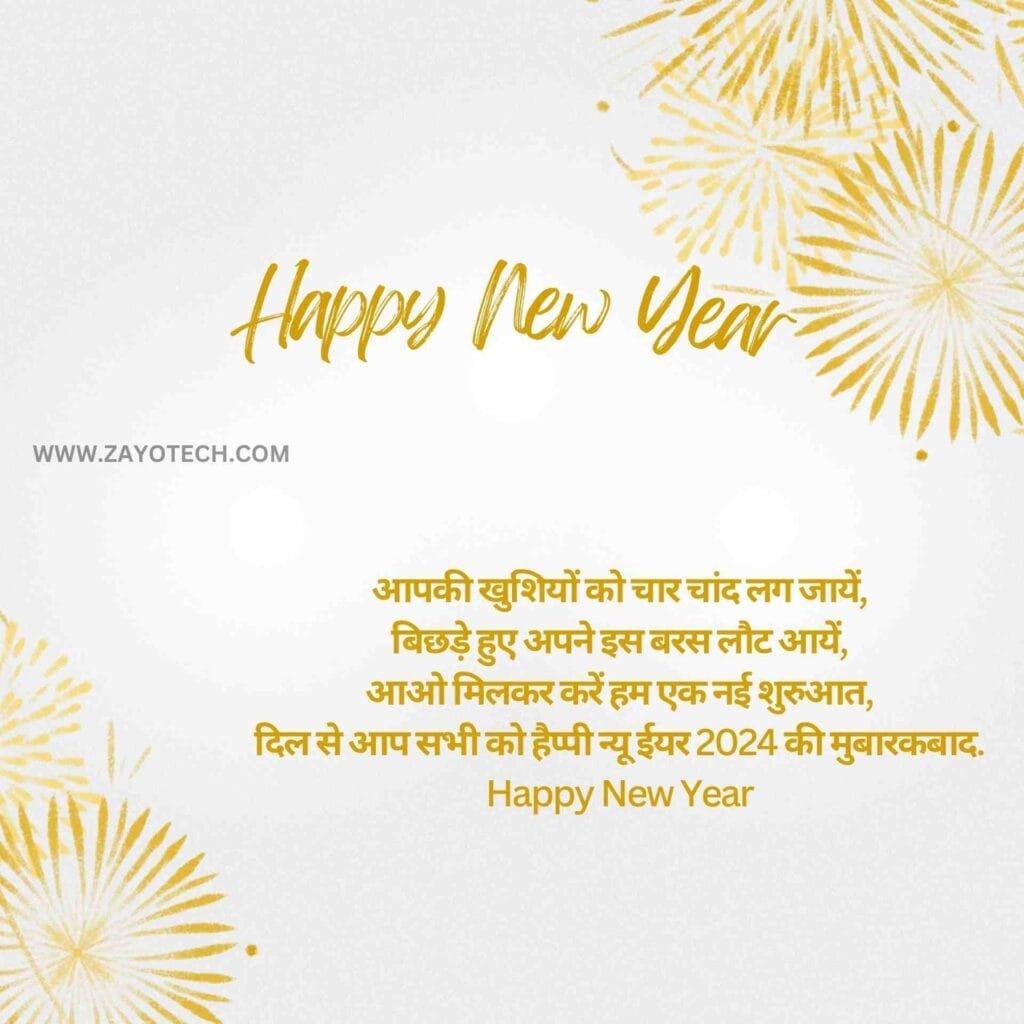 Happy New Year
WWW.ZAYOTECH.COM
आपकी खुशियों को चार चांद लग जायें,
बिछड़े हुए अपने इस बरस लौट आयें,
आओ मिलकर करें हम एक नई शुरुआत,
दिल से आप सभी को हैप्पी न्यू ईयर 2024 की मुबारकबाद.
Happy New Year